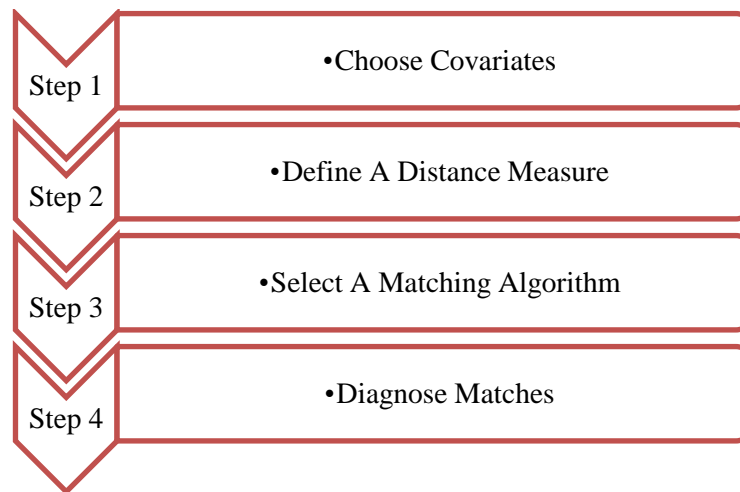 Step 1
•Choose Covariates
Step 2
•Define A Distance Measure
Step 3
•Select A Matching Algorithm
Step 4
•Diagnose Matches